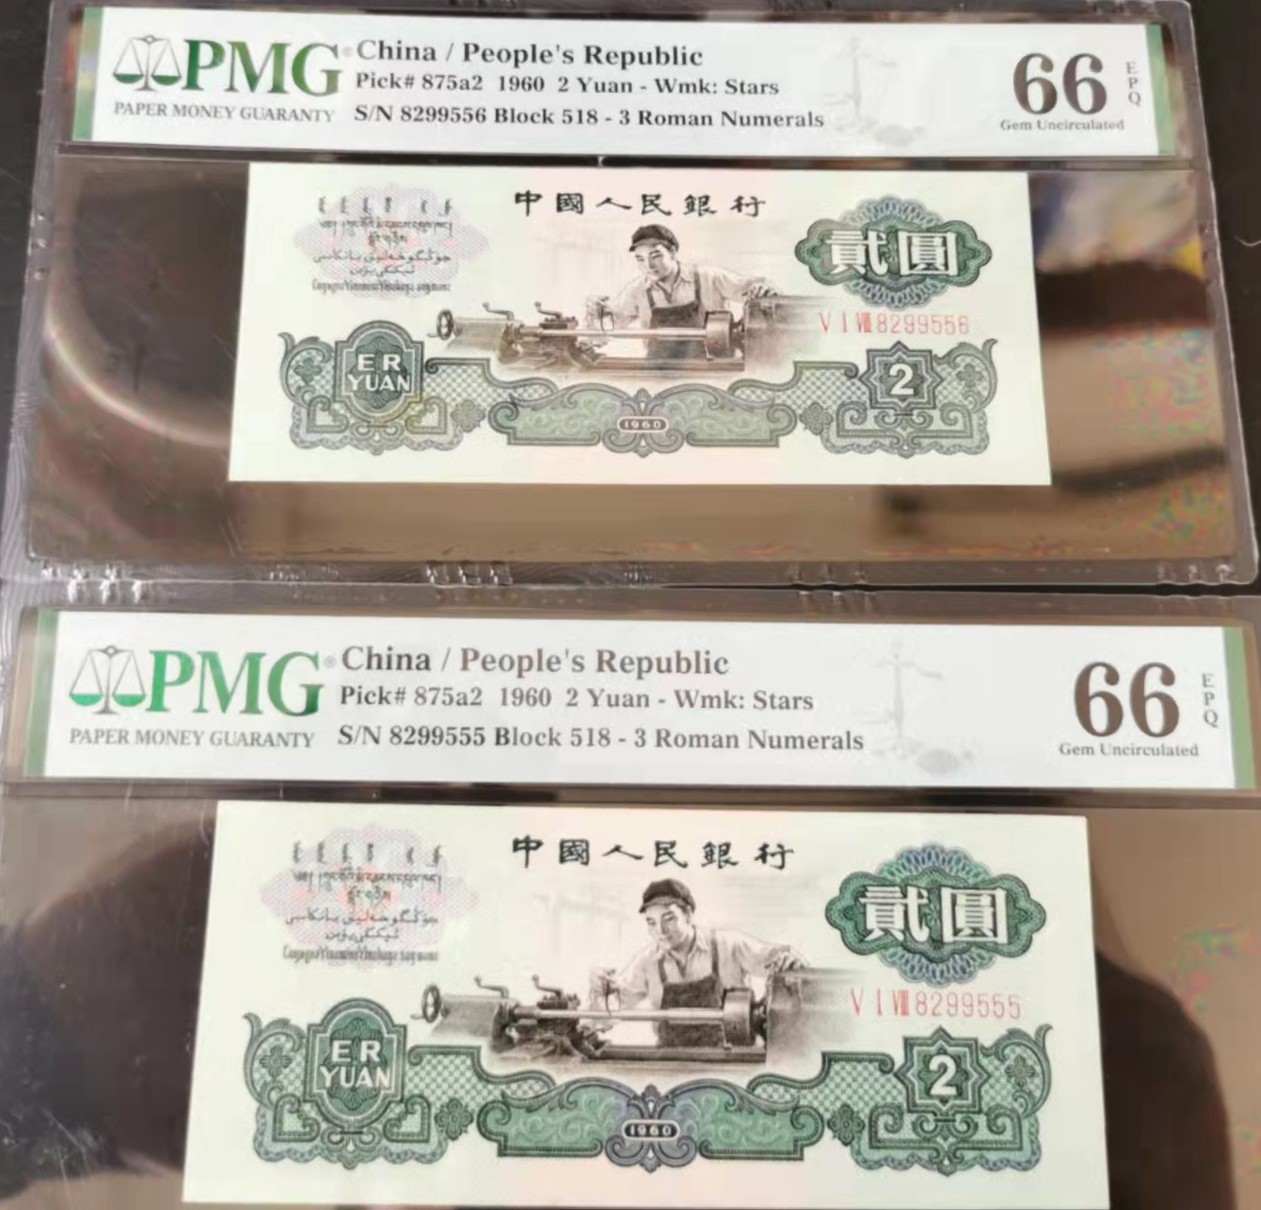 PMG
PAPER MONEY GUARANTY
China / People's Republic
Pick# 875a2 1960 2 Yuan - Wmk: Stars
S/N 8299556 Block 518 - 3 Roman Numerals
66
EPQ
Gem Uncirculated
中國人民銀行
貳圓
V I VIII 8299556
ER
YUAN
2
1960
PMG
PAPER MONEY GUARANTY
China / People's Republic
Pick# 875a2 1960 2 Yuan - Wmk: Stars
S/N 8299555 Block 518 - 3 Roman Numerals
66
EPQ
Gem Uncirculated
中國人民銀行
貳圓
V I VIII 8299555
ER
YUAN
2
1960